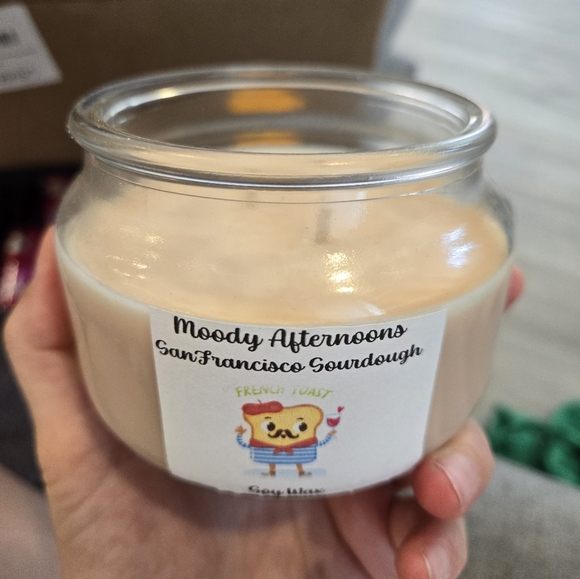 Moody Afternoons
SanFrancisco Sourdough
FRENCH TOAST
Soy Wax